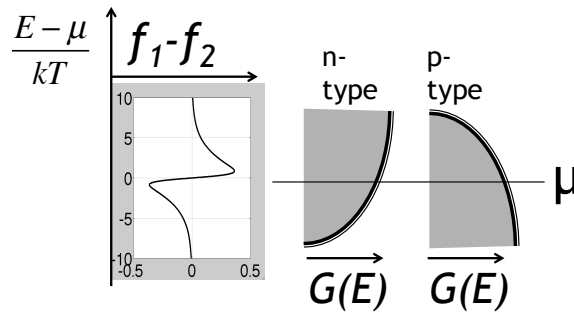 E – μ
kT
f1-f2
n-
type
p-
type
10
5
0
-5
-10
-0.5
0
0.5
μ
G(E)
G(E)